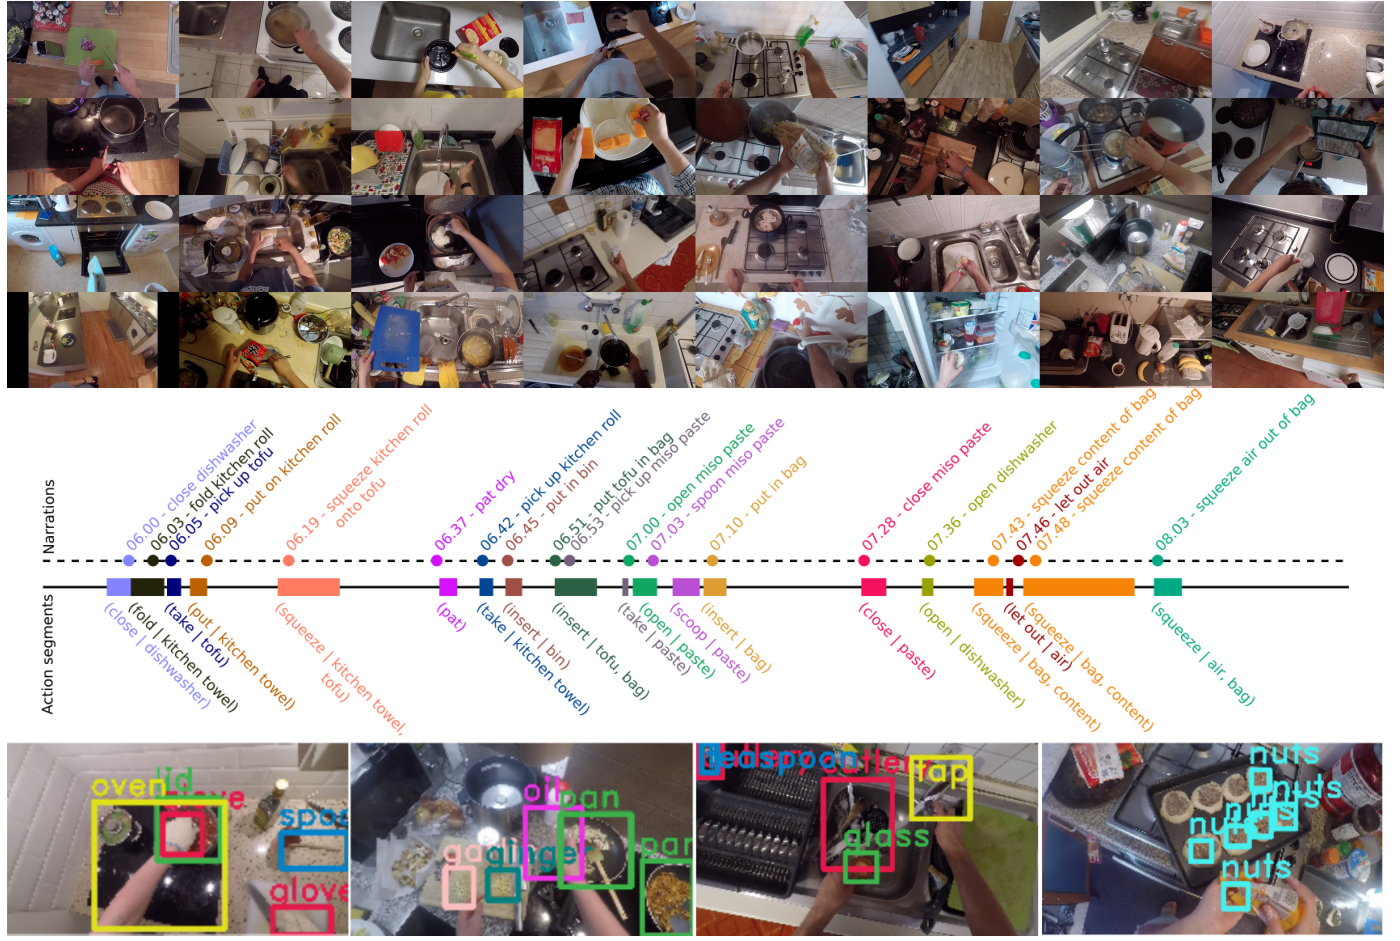 Narrations
06.00 - close dishwasher
06.03 - fold kitchen roll
06.05 - pick up tofu
06.09 - put on kitchen roll
06.19 - squeeze kitchen roll
onto tofu
06.37 - pat dry
06.42 - pick up kitchen roll
06.45 - put in bin
06.51 - put tofu in bag
06.53 - pick up miso paste
07.00 - open miso paste
07.03 - spoon miso paste
07.10 - put in bag
07.28 - close miso paste
07.36 - open dishwasher
07.43 - squeeze content of bag
07.46 - let out air
07.48 - squeeze content of bag
08.03 - squeeze air out of bag
Action segments
(close | dishwasher)
(fold | kitchen towel)
(take | tofu)
(put | kitchen towel)
(squeeze | kitchen towel,
tofu)
(pat)
(take | kitchen towel)
(insert | bin)
(insert | tofu, bag)
(take | paste)
(open | paste)
(scoop | paste)
(insert | bag)
(close | paste)
(open | dishwasher)
(squeeze | bag, content)
(let out | air)
(squeeze | bag, content)
(squeeze | air, bag)
oven
lid
glove
oil
pan
ginger
pan
teaspoon
cutlery
tap
glass
nuts
nuts
nuts
nuts